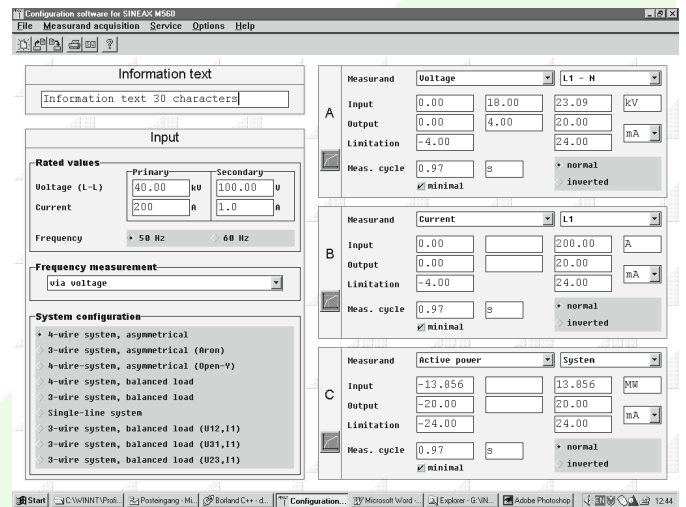 Configuration software for SINEAX M560
File Measurand acquisition Service Options Help
Information text
Information text 30 characters
Input
Rated values
Primary Secondary
Voltage (L-L) 40.00 kV 100.00 V
Current 200 A 1.0 A
Frequency 50 Hz 60 Hz
Frequency measurement
via voltage
System configuration
4-wire system, asymmetrical
3-wire system, asymmetrical (Aron)
4-wire-system, asymmetrical (Open-Y)
4-wire system, balanced load
3-wire system, balanced load
Single-line system
3-wire system, balanced load (U12,I1)
3-wire system, balanced load (U31,I1)
3-wire system, balanced load (U23,I1)
A
Measurand Voltage L1 - N
Input 0.00 18.00 23.09 kV
Output 0.00 4.00 20.00 mA
Limitation -4.00 24.00
Meas. cycle 0.97 s normal
minimal inverted
B
Measurand Current L1
Input 0.00 200.00 A
Output 0.00 20.00 mA
Limitation -4.00 24.00
Meas. cycle 0.97 s normal
minimal inverted
C
Measurand Active power System
Input -13.856 13.856 MW
Output -20.00 20.00 mA
Limitation -24.00 24.00
Meas. cycle 0.97 s normal
minimal inverted
Start C:\WINNT\Profi... Posteingang - Mi... Borland C++ - d... Configuration... Microsoft Word -... Explorer - G:\IN... Adobe Photoshop EN 12:44